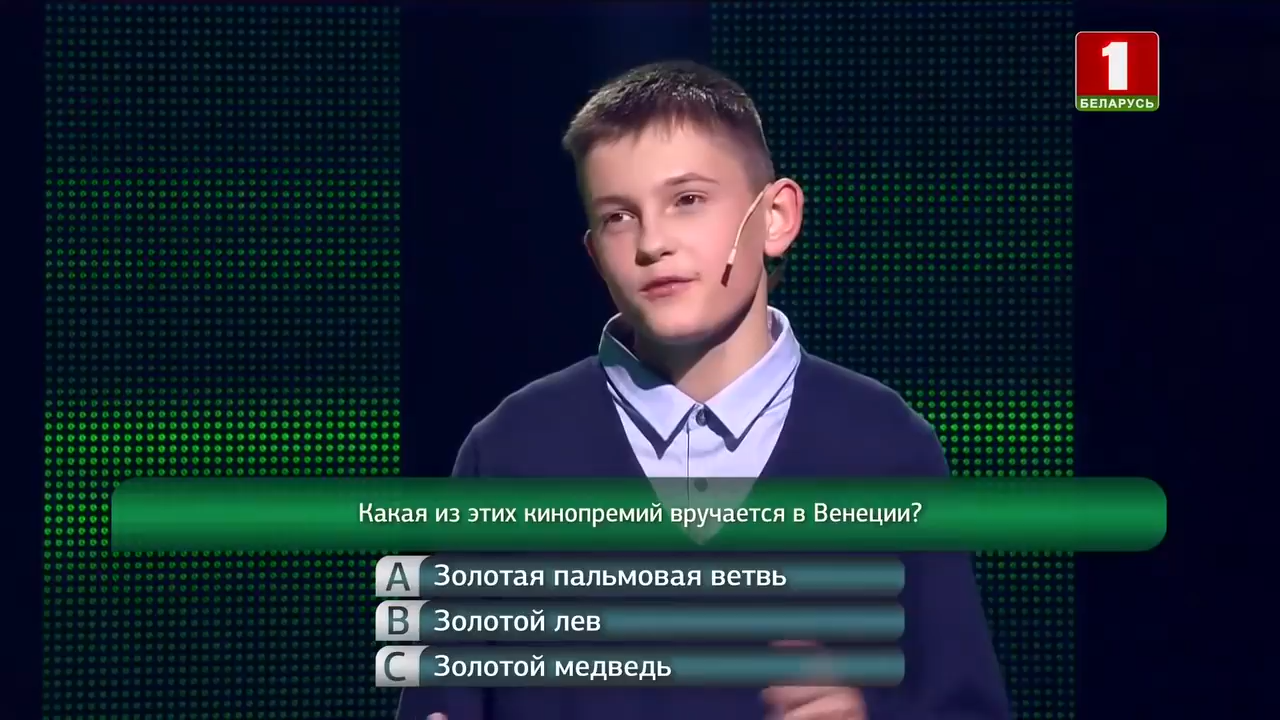 1
БЕЛАРУСЬ
Какая из этих кинопремий вручается в Венеции?
A Золотая пальмовая ветвь
B Золотой лев
C Золотой медведь